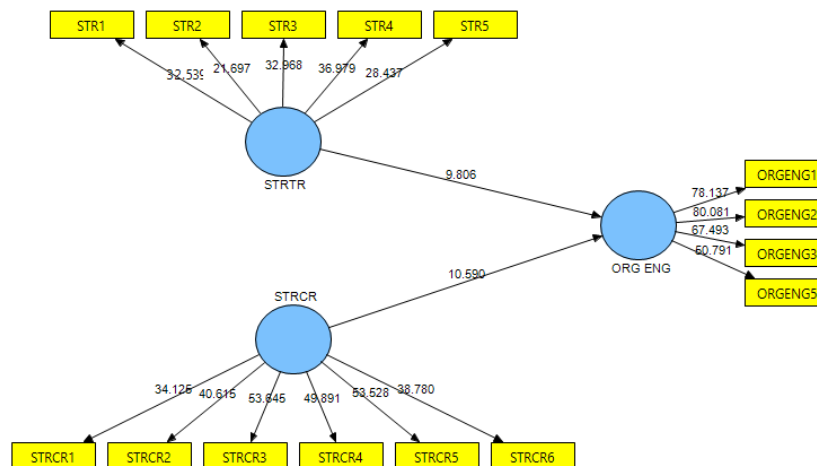 STR1 STR2 STR3 STR4 STR5
32.539 21.697 32.968 36.979 28.437
STRTR
9.806
ORGENG1
78.137
80.081
ORGENG2
67.493
ORGENG3
ORG ENG
ORGENG5
10.590
STRCR
34.125 40.615 53.645 49.891 53.528 38.780
STRCR1 STRCR2 STRCR3 STRCR4 STRCR5 STRCR6